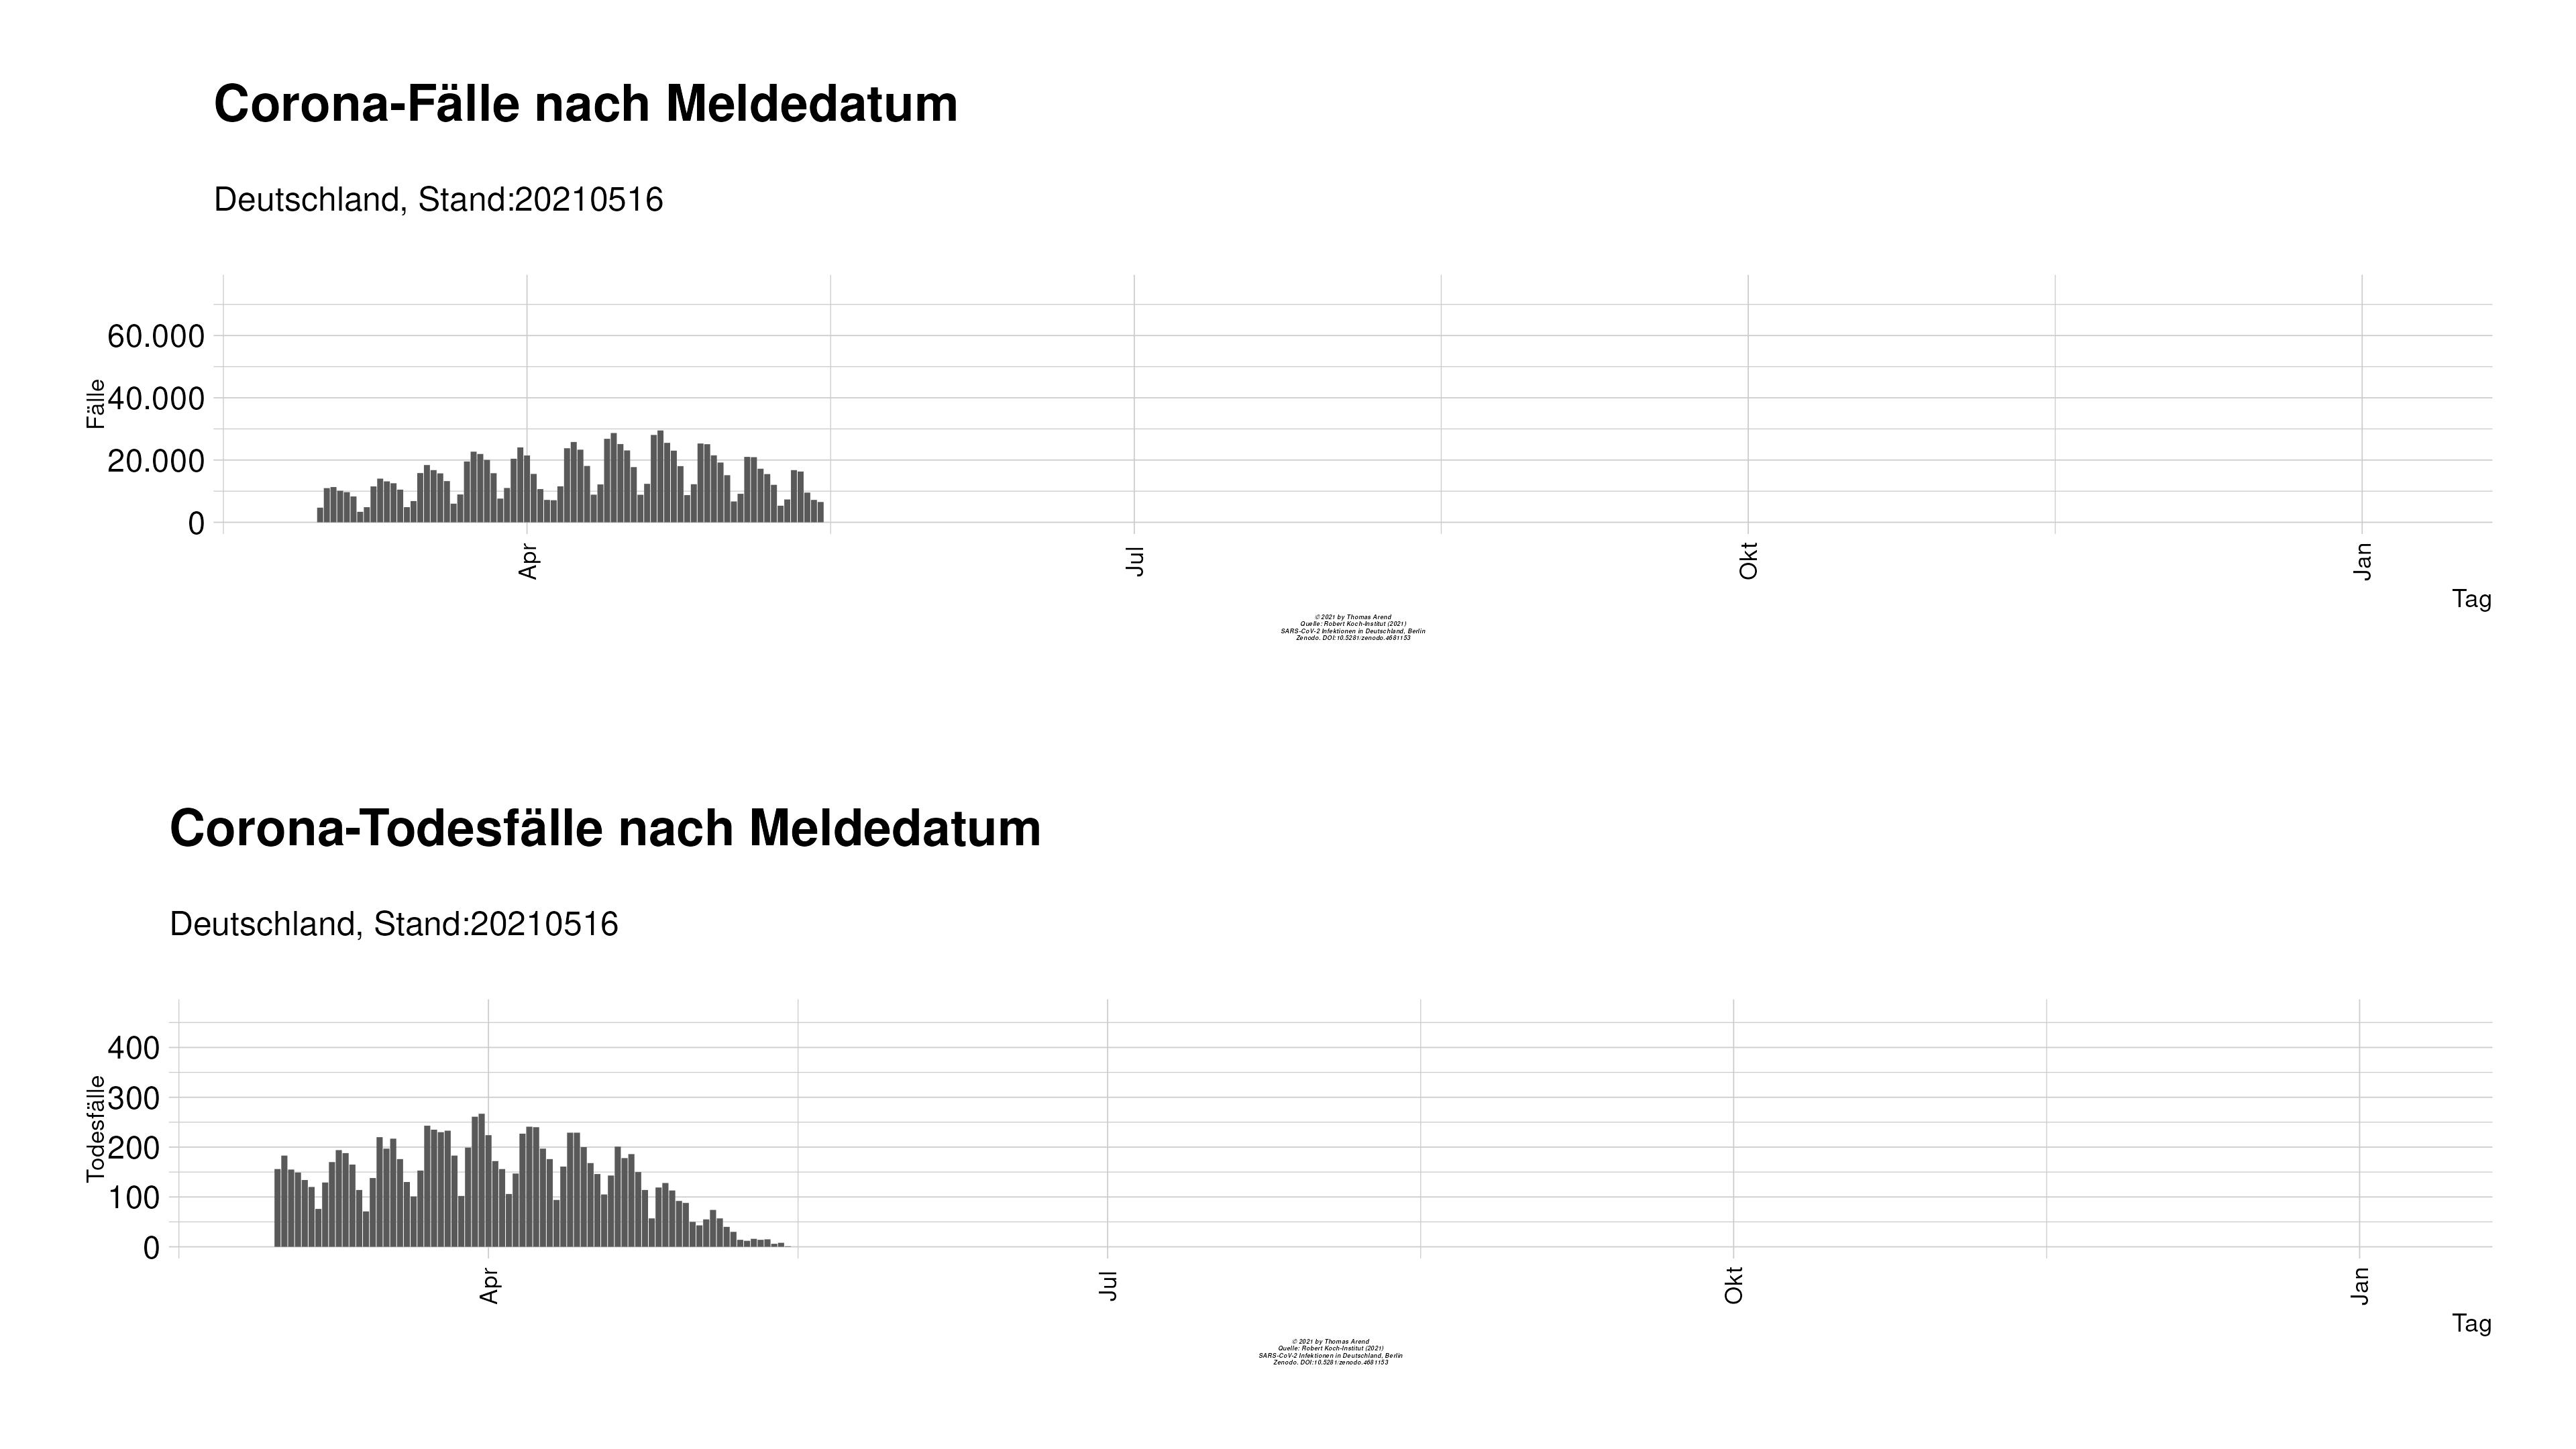 Corona-Fälle nach Meldedatum
Deutschland, Stand:20210516
Fälle
60.000
40.000
20.000
0
Apr
Jul
Okt
Jan
Tag
© 2021 by Thomas Arend
Quelle: Robert Koch-Institut (2021)
SARS-CoV-2 Infektionen in Deutschland, Berlin
Zenodo. DOI:10.5281/zenodo.4681153
Corona-Todesfälle nach Meldedatum
Deutschland, Stand:20210516
Todesfälle
400
300
200
100
0
Apr
Jul
Okt
Jan
Tag
© 2021 by Thomas Arend
Quelle: Robert Koch-Institut (2021)
SARS-CoV-2 Infektionen in Deutschland, Berlin
Zenodo. DOI:10.5281/zenodo.4681153